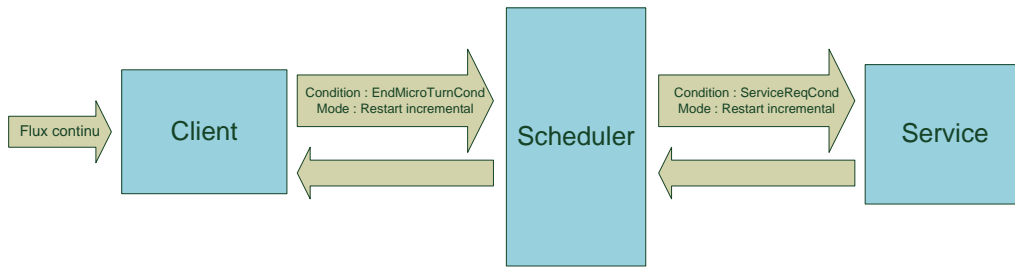 Flux continu
Client
Condition : EndMicroTurnCond
Mode : Restart incremental
Scheduler
Condition : ServiceReqCond
Mode : Restart incremental
Service